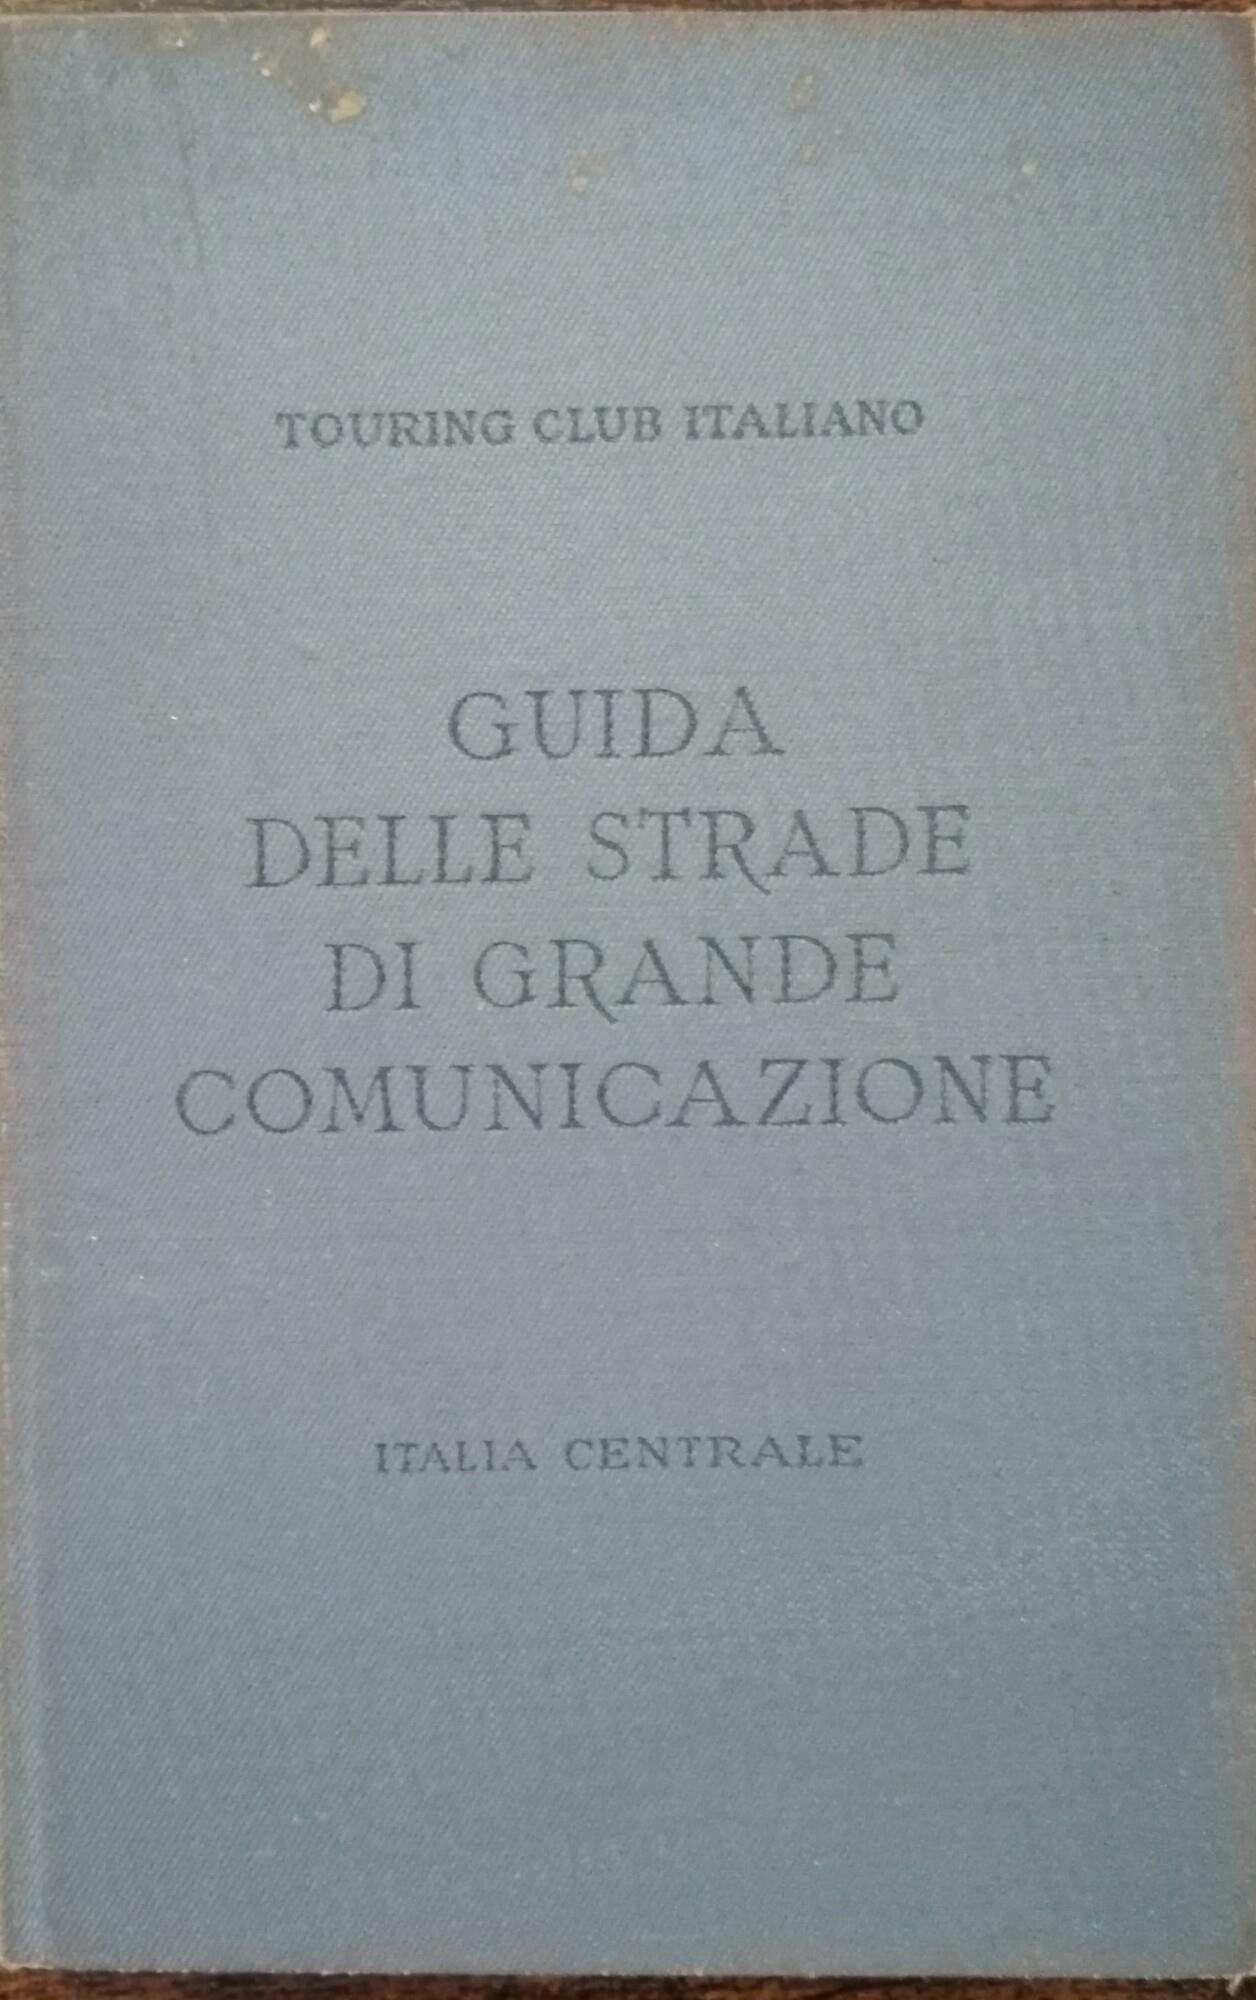 TOURING CLUB ITALIANO
GUIDA
DELLE STRADE
DI GRANDE
COMUNICAZIONE
ITALIA CENTRALE